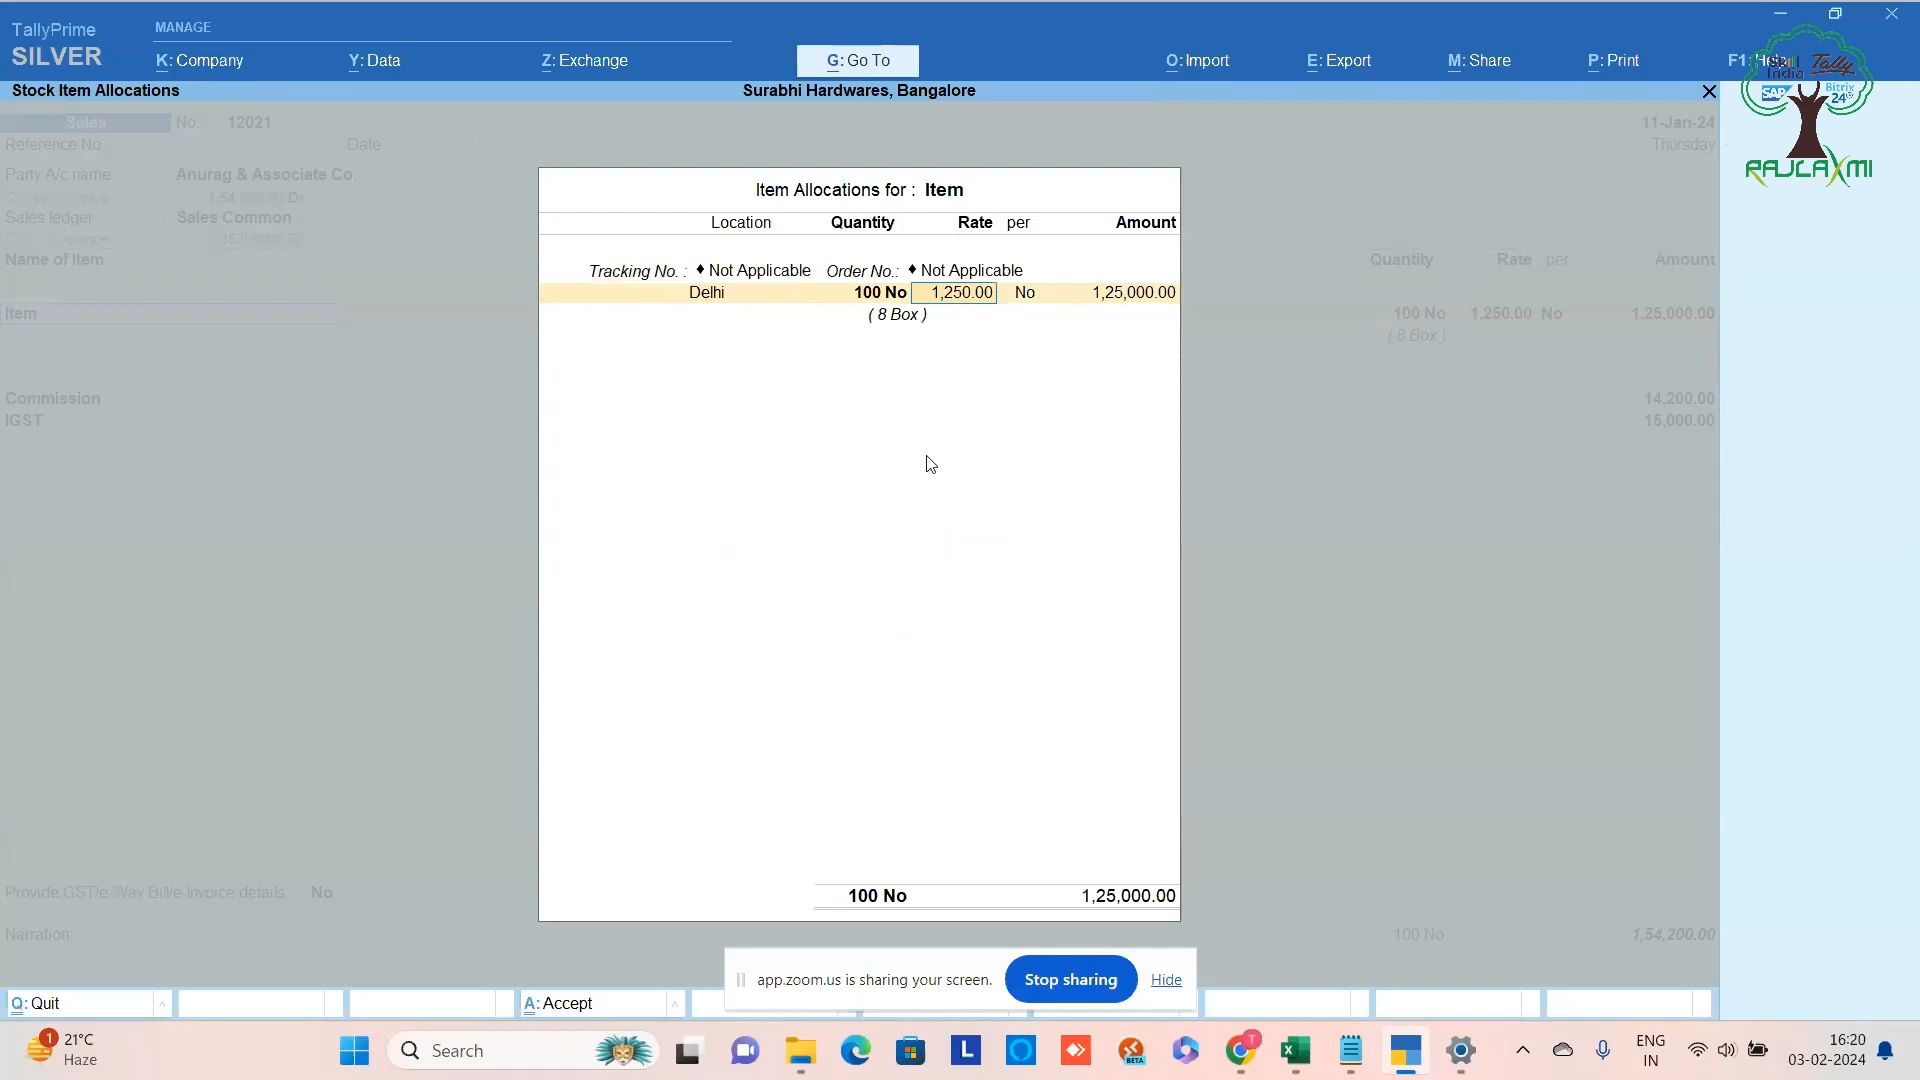 TallyPrime
SILVER
MANAGE
K: Company
Y: Data
Z: Exchange
G: Go To
O: Import
E: Export
M: Share
P: Print
F1: Help
India Tally
SAP Bitrix 24
RAJLAXMI
Stock Item Allocations
Surabhi Hardwares, Bangalore
Sales No. 12021
11-Jan-24
Reference No : Date :
Thursday
Party A/c name : Anurag & Associate Co.
1,54, Dr
Sales ledger : Sales Common
Name of Item
Quantity Rate per Amount
Item
100 No 1,250.00 No 1,25,000.00
( 8 Box )
Commission 14,200.00
IGST 15,000.00
Item Allocations for : Item
Location Quantity Rate per Amount
Tracking No. : ♦ Not Applicable Order No.: ♦ Not Applicable
Delhi 100 No 1,250.00 No 1,25,000.00
( 8 Box )
100 No 1,25,000.00
Provide GST/e-Way Bill/e-Invoice details No
Narration:
100 No 1,54,200.00
app.zoom.us is sharing your screen. Stop sharing Hide
Q: Quit
A: Accept
1
21°C
Haze
Search
L
BETA
T
ENG
IN
16:20
03-02-2024